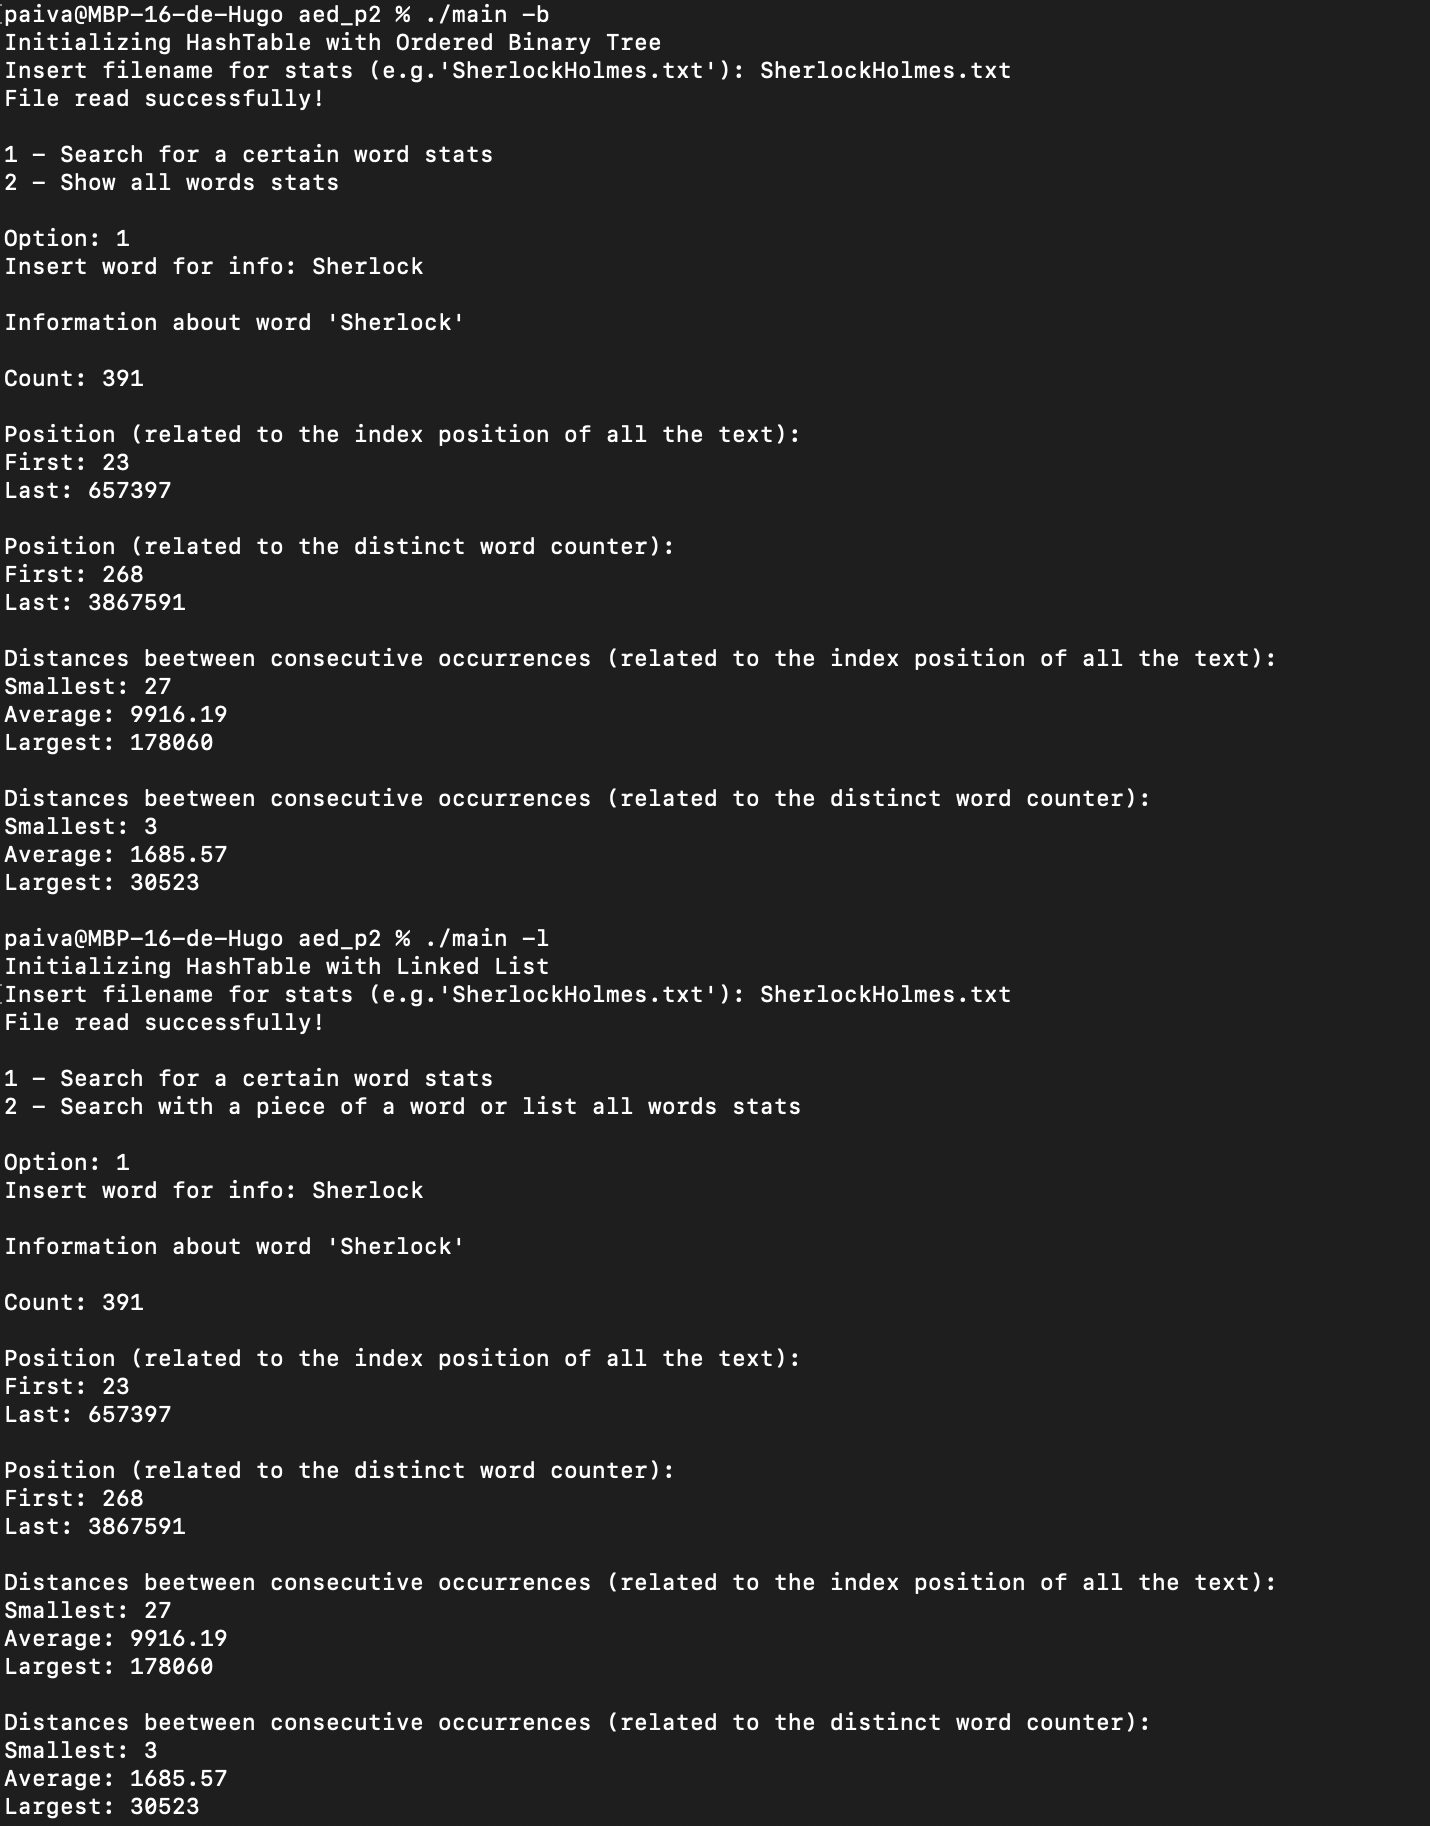 paiva@MBP-16-de-Hugo aed_p2 % ./main -b
Initializing HashTable with Ordered Binary Tree
Insert filename for stats (e.g.'SherlockHolmes.txt'): SherlockHolmes.txt
File read successfully!
1 - Search for a certain word stats
2 - Show all words stats
Option: 1
Insert word for info: Sherlock
Information about word 'Sherlock'
Count: 391
Position (related to the index position of all the text):
First: 23
Last: 657397
Position (related to the distinct word counter):
First: 268
Last: 3867591
Distances beetween consecutive occurrences (related to the index position of all the text):
Smallest: 27
Average: 9916.19
Largest: 178060
Distances beetween consecutive occurrences (related to the distinct word counter):
Smallest: 3
Average: 1685.57
Largest: 30523
paiva@MBP-16-de-Hugo aed_p2 % ./main -l
Initializing HashTable with Linked List
Insert filename for stats (e.g.'SherlockHolmes.txt'): SherlockHolmes.txt
File read successfully!
1 - Search for a certain word stats
2 - Search with a piece of a word or list all words stats
Option: 1
Insert word for info: Sherlock
Information about word 'Sherlock'
Count: 391
Position (related to the index position of all the text):
First: 23
Last: 657397
Position (related to the distinct word counter):
First: 268
Last: 3867591
Distances beetween consecutive occurrences (related to the index position of all the text):
Smallest: 27
Average: 9916.19
Largest: 178060
Distances beetween consecutive occurrences (related to the distinct word counter):
Smallest: 3
Average: 1685.57
Largest: 30523